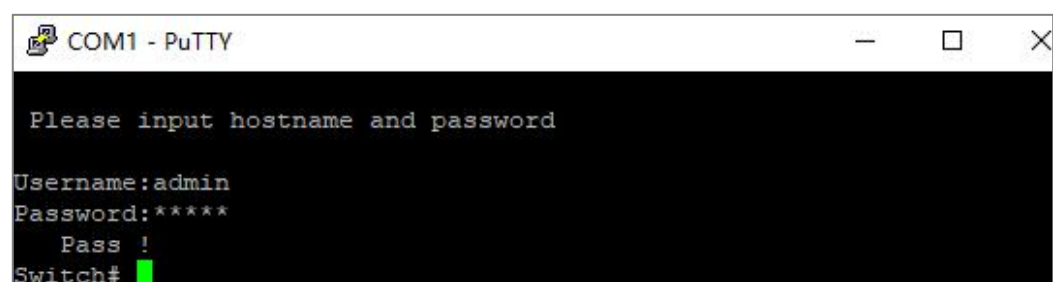 COM1 - PuTTY
Please input hostname and password
Username:admin
Password:*****
Pass !
Switch#